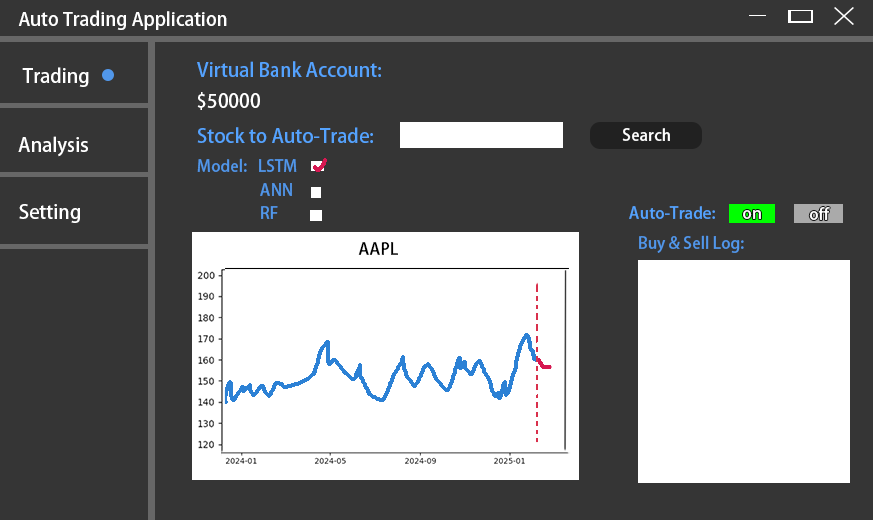 Auto Trading Application
Trading
Analysis
Setting
Virtual Bank Account:
$50000
Stock to Auto-Trade:
Search
Model: LSTM
ANN
RF
Auto-Trade: on off
Buy & Sell Log:
AAPL
200
190
180
170
160
150
140
130
120
2024-01 2024-05 2024-09 2025-01